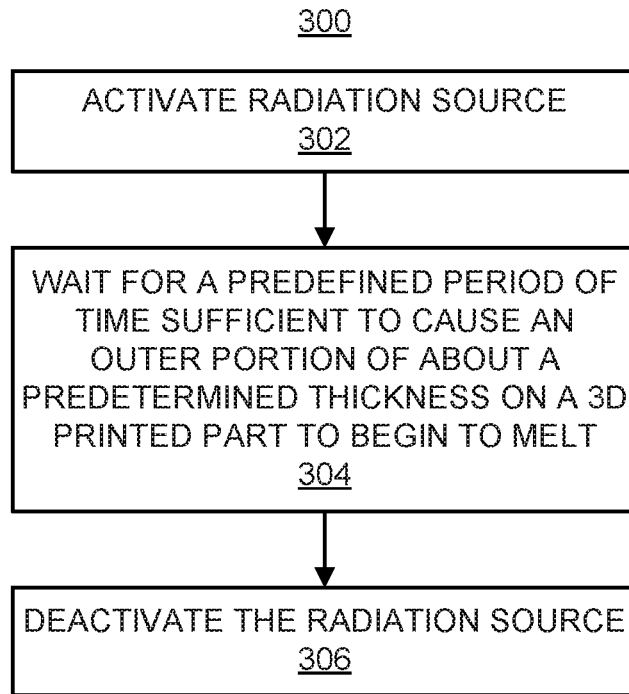 300
ACTIVATE RADIATION SOURCE
302
WAIT FOR A PREDEFINED PERIOD OF
TIME SUFFICIENT TO CAUSE AN
OUTER PORTION OF ABOUT A
PREDETERMINED THICKNESS ON A 3D
PRINTED PART TO BEGIN TO MELT
304
DEACTIVATE THE RADIATION SOURCE
306